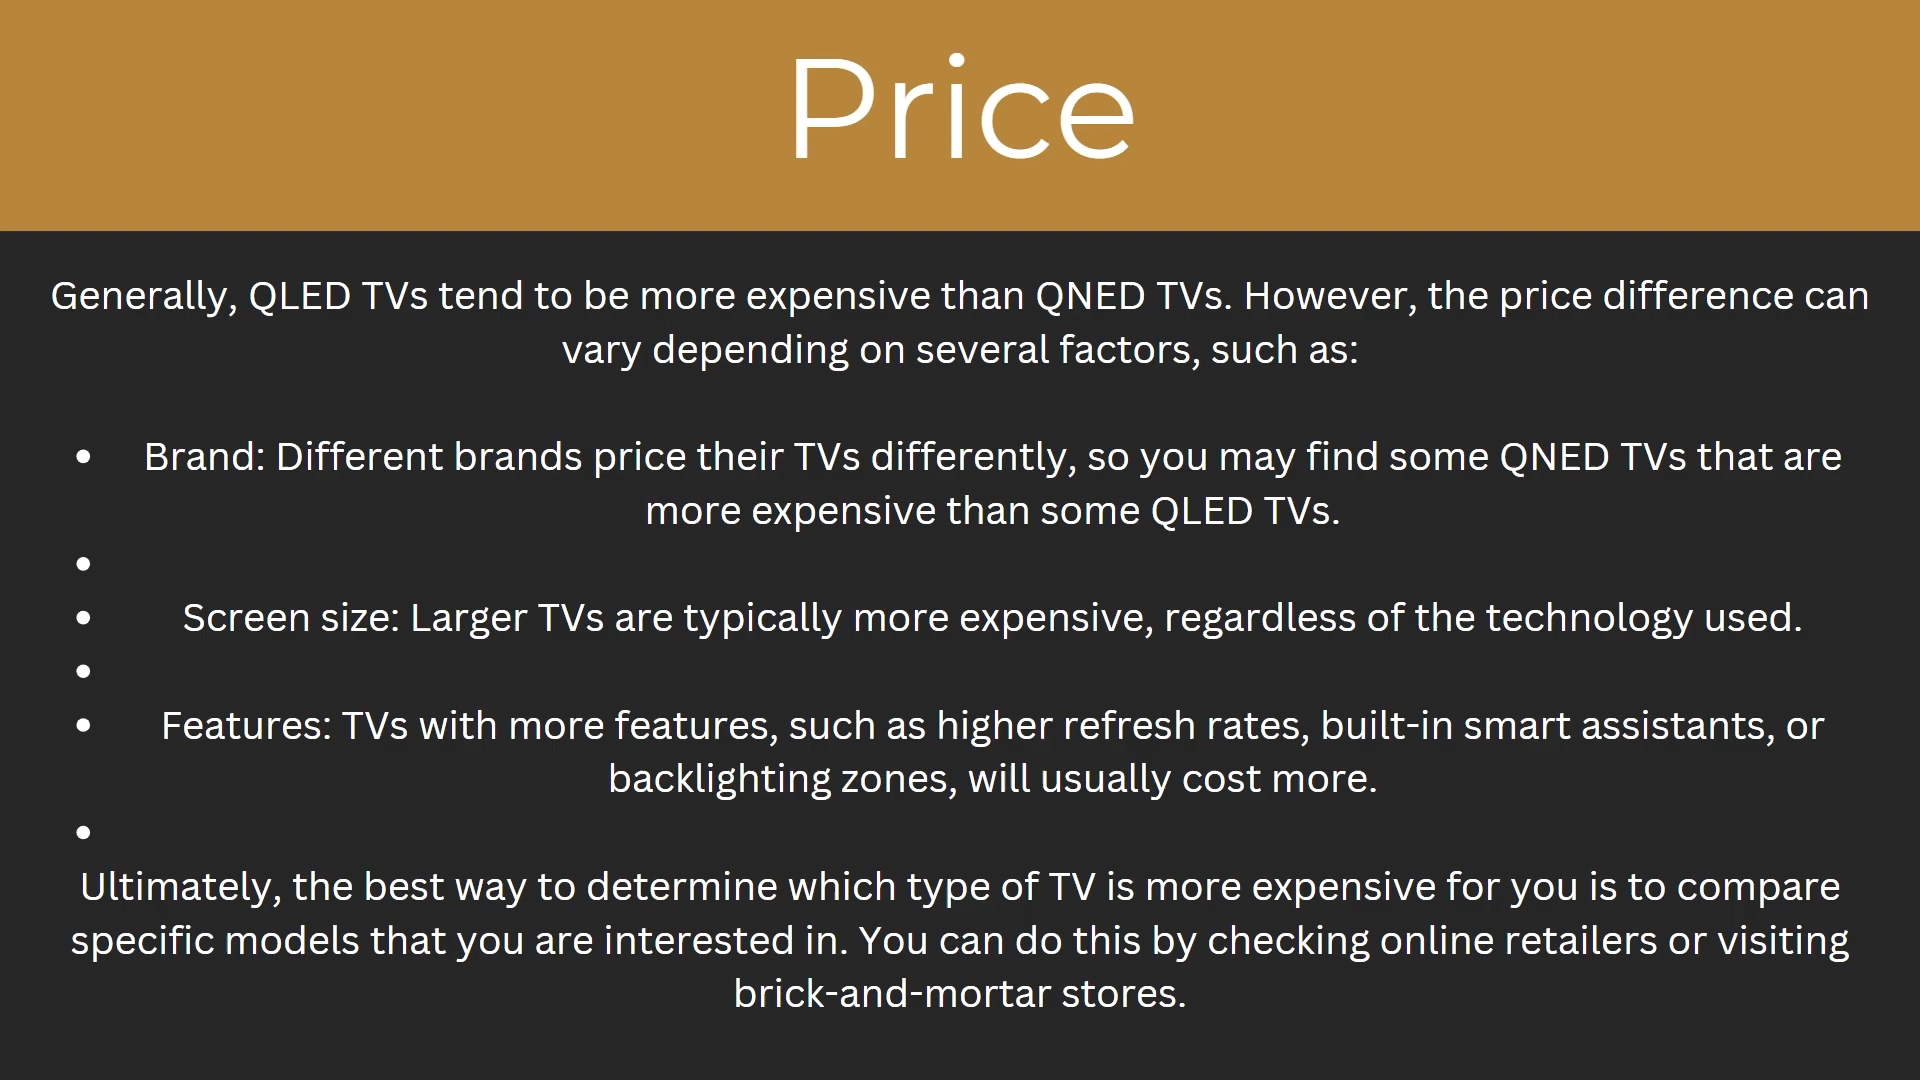 Price
Generally, QLED TVs tend to be more expensive than QNED TVs. However, the price difference can
vary depending on several factors, such as:
• Brand: Different brands price their TVs differently, so you may find some QNED TVs that are
more expensive than some QLED TVs.
•
• Screen size: Larger TVs are typically more expensive, regardless of the technology used.
•
• Features: TVs with more features, such as higher refresh rates, built-in smart assistants, or
backlighting zones, will usually cost more.
•
Ultimately, the best way to determine which type of TV is more expensive for you is to compare
specific models that you are interested in. You can do this by checking online retailers or visiting
brick-and-mortar stores.